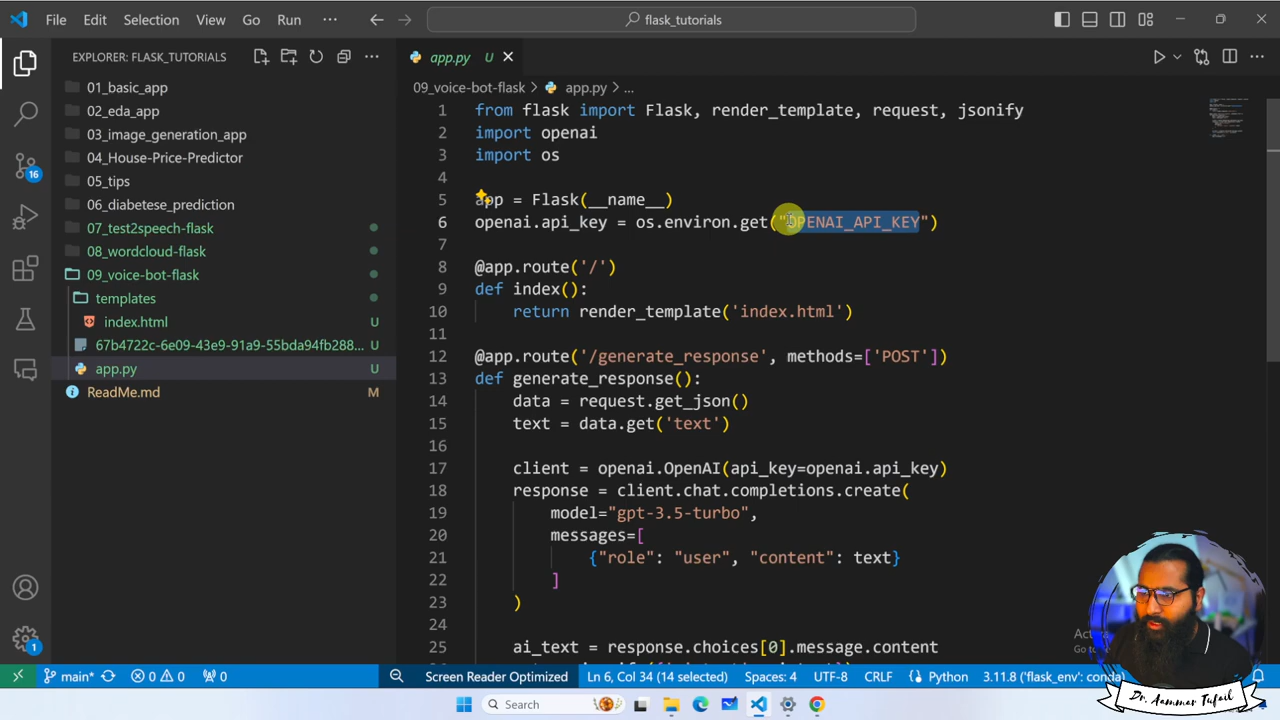 File Edit Selection View Go Run ··· flask_tutorials
EXPLORER: FLASK_TUTORIALS
01_basic_app
02_eda_app
03_image_generation_app
04_House-Price-Predictor
05_tips
06_diabetese_prediction
07_test2speech-flask
08_wordcloud-flask
09_voice-bot-flask
templates
index.html U
67b4722c-6e09-43e9-91a9-55bda94fb288... U
app.py U
ReadMe.md M
16
1
app.py U
09_voice-bot-flask > app.py > ...
1 from flask import Flask, render_template, request, jsonify
2 import openai
3 import os
4
5 app = Flask(__name__)
6 openai.api_key = os.environ.get("OPENAI_API_KEY")
7
8 @app.route('/')
9 def index():
10 return render_template('index.html')
11
12 @app.route('/generate_response', methods=['POST'])
13 def generate_response():
14 data = request.get_json()
15 text = data.get('text')
16
17 client = openai.OpenAI(api_key=openai.api_key)
18 response = client.chat.completions.create(
19 model="gpt-3.5-turbo",
20 messages=[
21 {"role": "user", "content": text}
22 ]
23 )
24
25 ai_text = response.choices[0].message.content
Dr. Aammar Tufail
main* 0 0 0 Screen Reader Optimized Ln 6, Col 34 (14 selected) Spaces: 4 UTF-8 CRLF Python 3.11.8 ('flask_env': conda)
Search